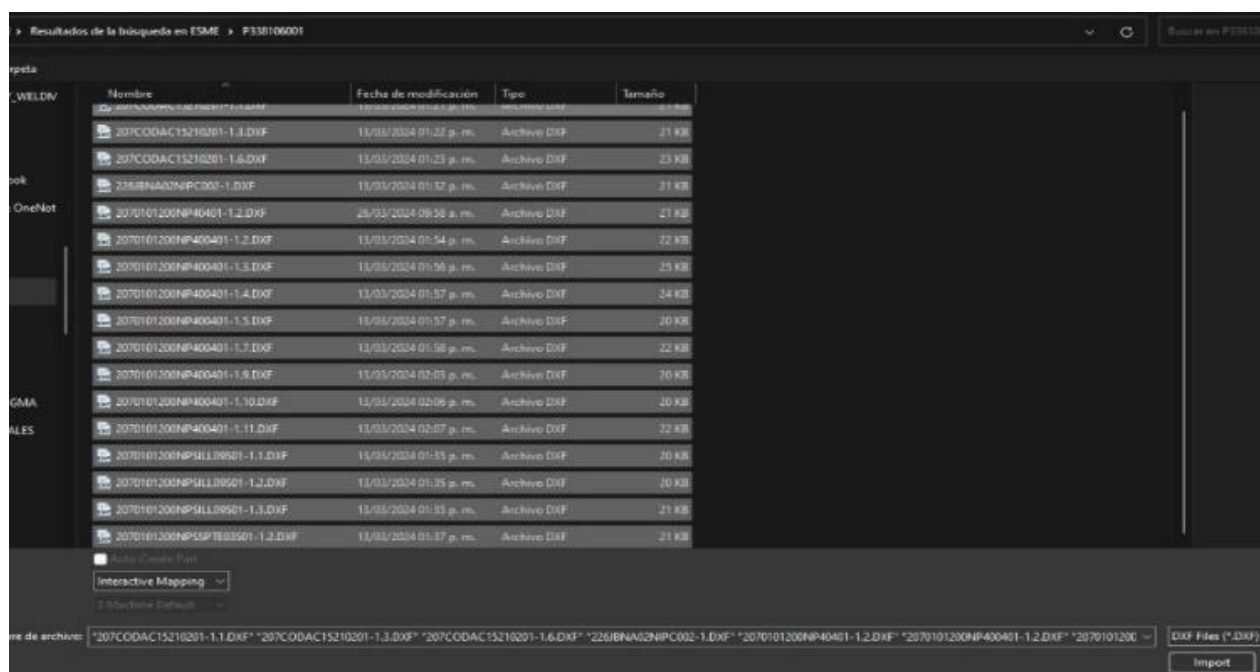 > Resultados de la búsqueda en ESME > P338106001
Buscar en
rpeta
_WELDIV
Nombre Fecha de modificación Tipo Tamaño
207CODAC15210201-1.3.DXF 13/03/2024 01:22 p. m. Archivo DXF 21 KB
207CODAC15210201-1.6.DXF 13/03/2024 01:23 p. m. Archivo DXF 23 KB
226JBNA02NIPC002-1.DXF 13/03/2024 01:32 p. m. Archivo DXF 21 KB
2070101200NP40401-1.2.DXF 26/03/2024 09:58 a. m. Archivo DXF 21 KB
2070101200NP400401-1.2.DXF 13/03/2024 01:54 p. m. Archivo DXF 22 KB
2070101200NP400401-1.3.DXF 13/03/2024 01:56 p. m. Archivo DXF 25 KB
2070101200NP400401-1.4.DXF 13/03/2024 01:57 p. m. Archivo DXF 24 KB
2070101200NP400401-1.5.DXF 13/03/2024 01:57 p. m. Archivo DXF 20 KB
2070101200NP400401-1.7.DXF 13/03/2024 01:58 p. m. Archivo DXF 22 KB
2070101200NP400401-1.9.DXF 13/03/2024 02:03 p. m. Archivo DXF 20 KB
2070101200NP400401-1.10.DXF 13/03/2024 02:06 p. m. Archivo DXF 20 KB
2070101200NP400401-1.11.DXF 13/03/2024 02:07 p. m. Archivo DXF 22 KB
2070101200NPSILL09S01-1.1.DXF 13/03/2024 01:35 p. m. Archivo DXF 20 KB
2070101200NPSILL09S01-1.2.DXF 13/03/2024 01:35 p. m. Archivo DXF 20 KB
2070101200NPSILL09S01-1.3.DXF 13/03/2024 01:35 p. m. Archivo DXF 21 KB
2070101200NPSSPTE03S01-1.2.DXF 13/03/2024 01:37 p. m. Archivo DXF 21 KB
ook
OneNot
GMA
ALES
Auto-Create Part
Interactive Mapping
Machine Default
re de archivo: "207CODAC15210201-1.1.DXF" "207CODAC15210201-1.3.DXF" "207CODAC15210201-1.6.DXF" "226JBNA02NIPC002-1.DXF" "2070101200NP40401-1.2.DXF" "2070101200NP400401-1.2.DXF" "2070101200 DXF Files (*.DXF)
Import